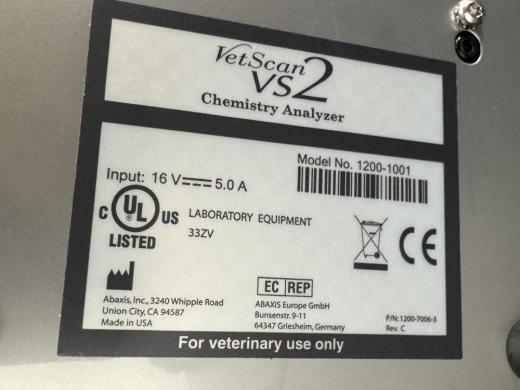 VetScan
VS2
Chemistry Analyzer
Model No. 1200-1001
Input: 16 V⎓5.0 A
C UL ® US
LISTED
LABORATORY EQUIPMENT
33ZV
CE
EC REP
Abaxis, Inc., 3240 Whipple Road
Union City, CA 94587
Made in USA
ABAXIS Europe GmbH
Bunsenstr. 9-11
64347 Griesheim, Germany
P/N: 1200-7006-3
Rev. C
For veterinary use only